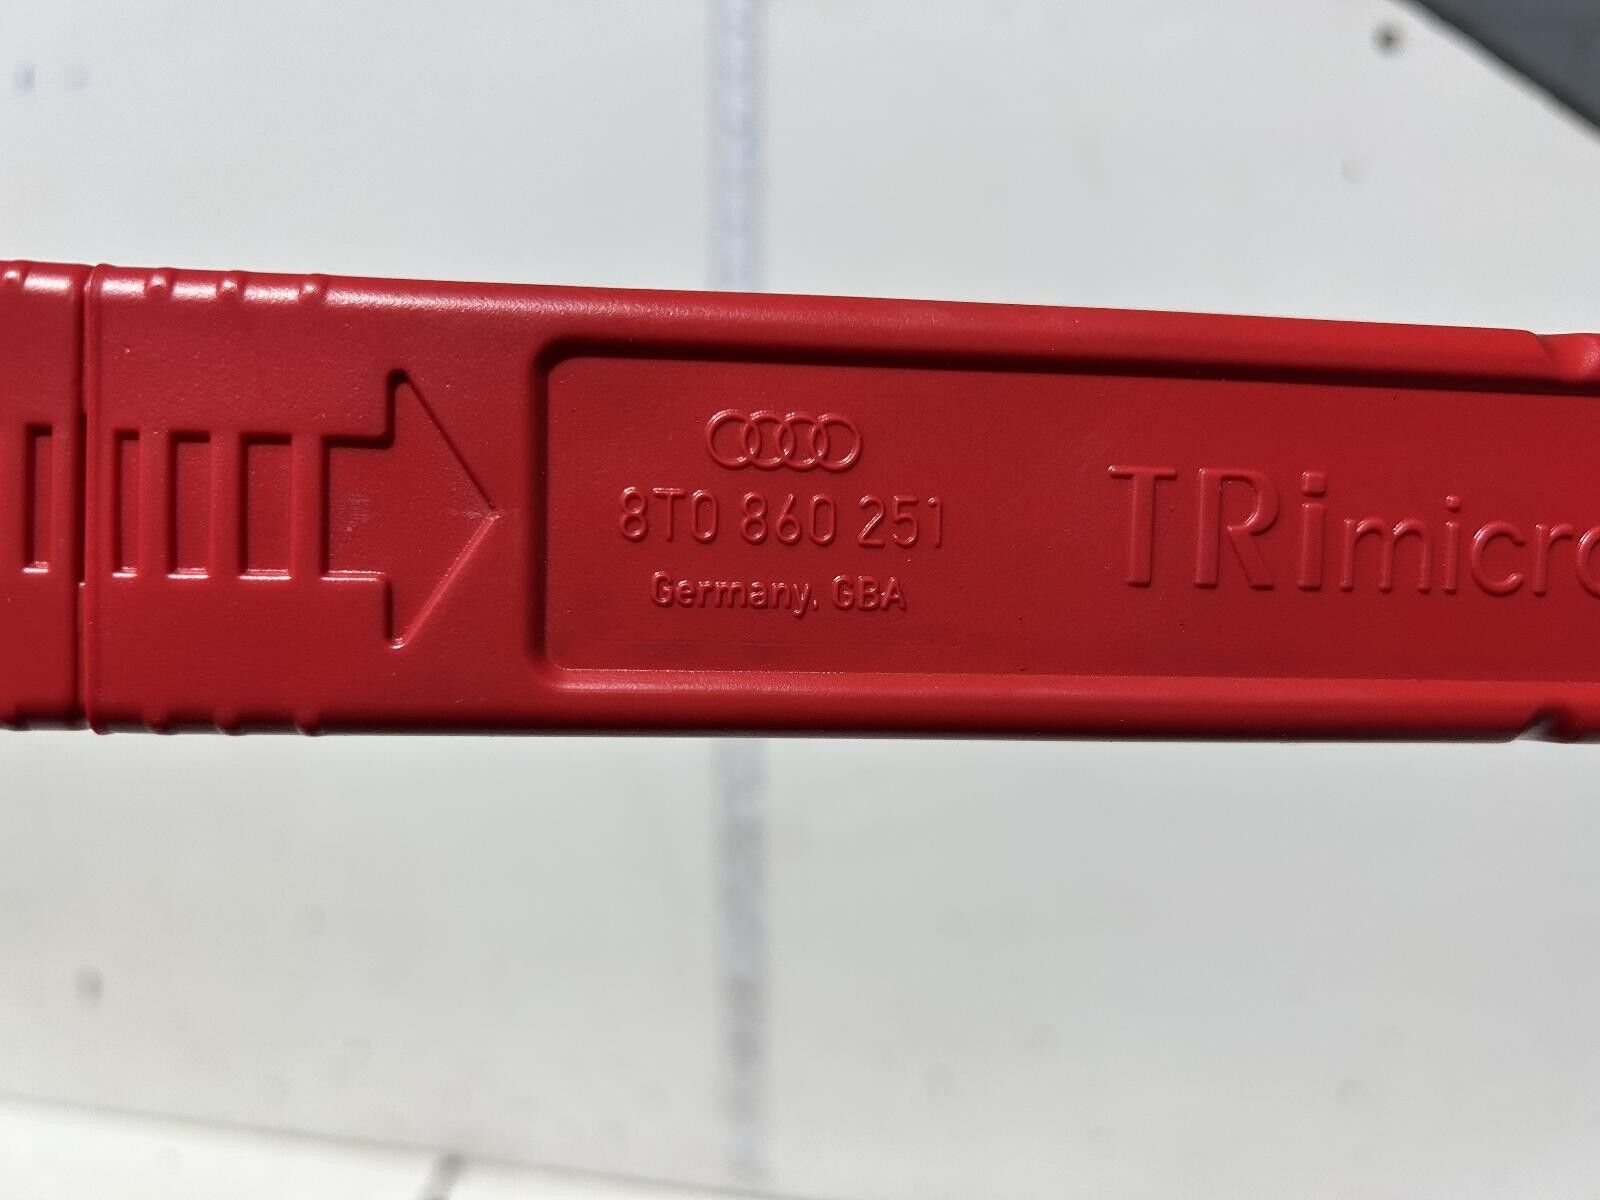 8T0 860 251
Germany. GBA
TRimicro